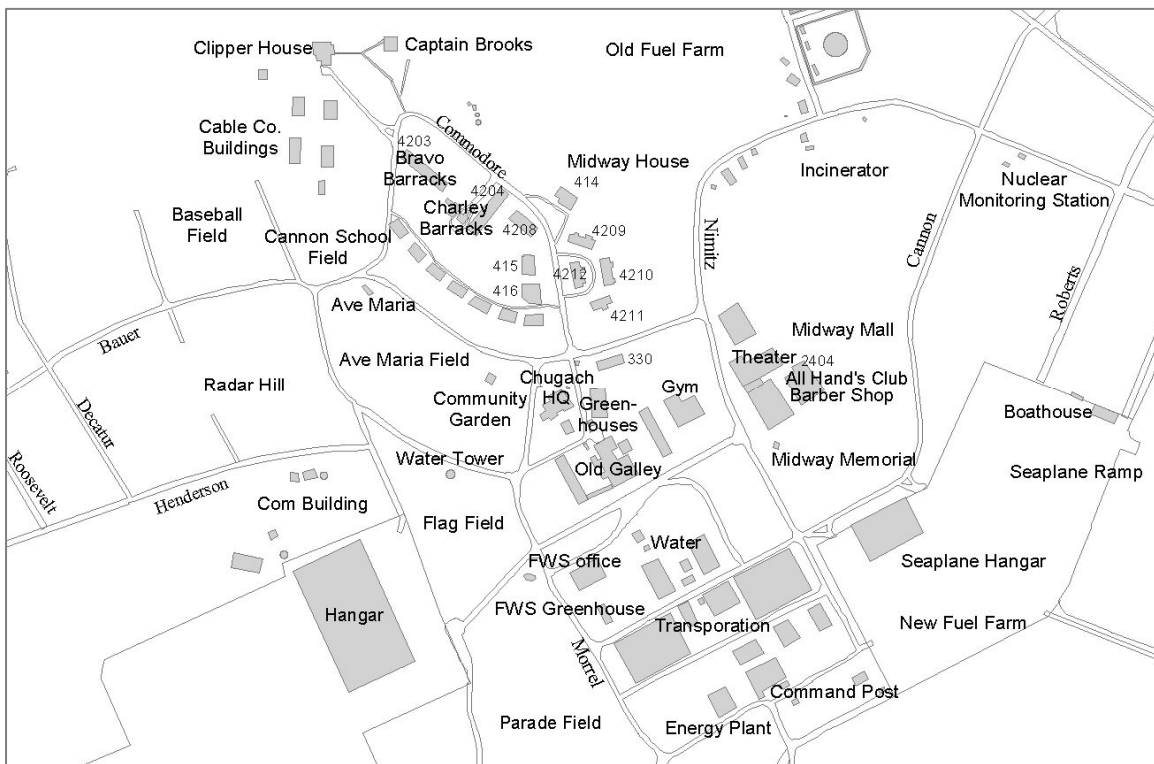 Clipper House
Captain Brooks
Old Fuel Farm
Cable Co.
Buildings
Commodore
4203
Bravo
Barracks
4204
Charley
Barracks
4208
Midway House
414
4209
4212
4210
4211
415
416
Incinerator
Nuclear
Monitoring Station
Nimitz
Cannon
Roberts
Baseball
Field
Cannon School
Field
Ave Maria
Bauer
Ave Maria Field
Radar Hill
Decatur
Roosevelt
Henderson
Community
Garden
Chugach
HQ
330
Green-
houses
Gym
Midway Mall
Theater
2404
All Hand's Club
Barber Shop
Boathouse
Seaplane Ramp
Midway Memorial
Old Galley
Water Tower
Com Building
Flag Field
FWS office
Water
Seaplane Hangar
FWS Greenhouse
Hangar
Transporation
New Fuel Farm
Morrel
Command Post
Parade Field
Energy Plant